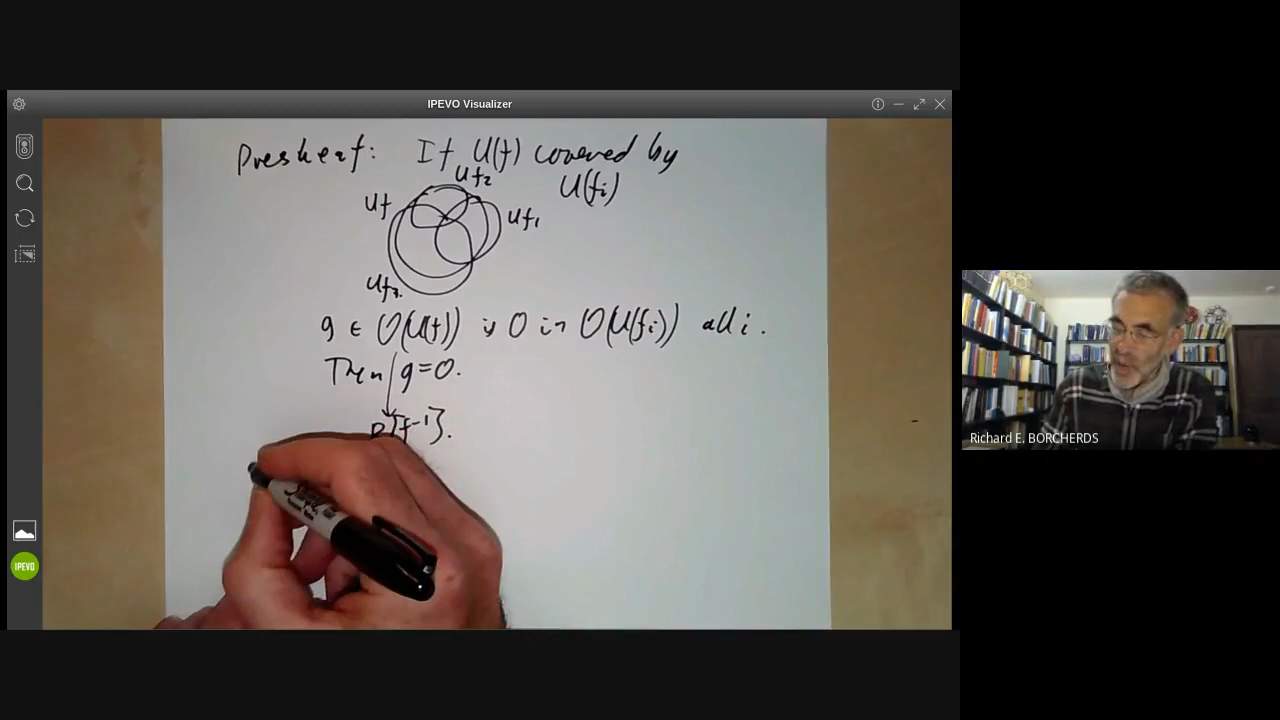 IPEVO Visualizer
Presheaf: If U(f) covered by
U(fi)
Uf2
Uf
Uf1
Uf3.
g ∈ O(U(f)) is 0 in O(U(fi)) all i.
Then g=0.
R[f⁻¹].
Richard E. BORCHERDS
IPEVO